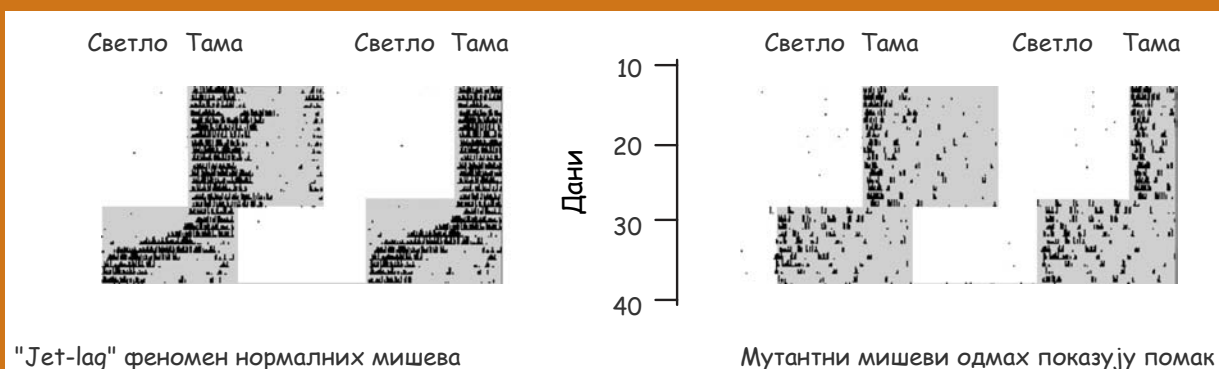 Светло Тама Светло Тама
Светло Тама Светло Тама
10
20
30
40
Дани
"Jet-lag" феномен нормалних мишева
Мутантни мишеви одмах показују помак